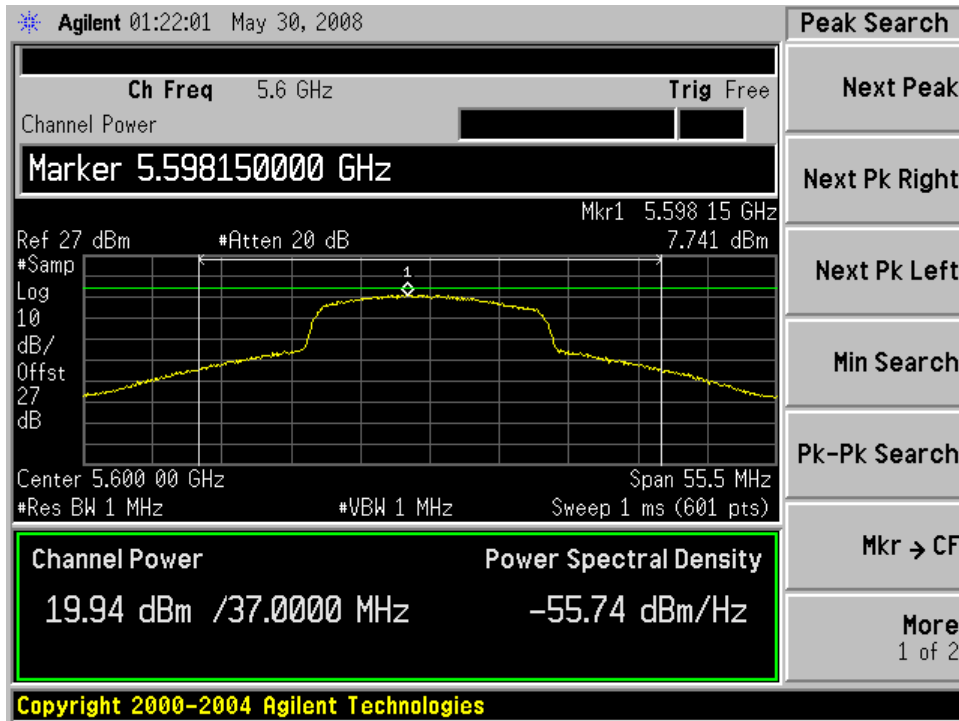 Agilent 01:22:01 May 30, 2008
Peak Search
Ch Freq 5.6 GHz Trig Free
Channel Power
Marker 5.598150000 GHz
Mkr1 5.598 15 GHz
Ref 27 dBm #Atten 20 dB 7.741 dBm
#Samp
Log
10
dB/
Offst
27
dB
1
Center 5.600 00 GHz Span 55.5 MHz
#Res BW 1 MHz #VBW 1 MHz Sweep 1 ms (601 pts)
Channel Power Power Spectral Density
19.94 dBm /37.0000 MHz -55.74 dBm/Hz
Copyright 2000-2004 Agilent Technologies
Next Peak
Next Pk Right
Next Pk Left
Min Search
Pk-Pk Search
Mkr → CF
More
1 of 2